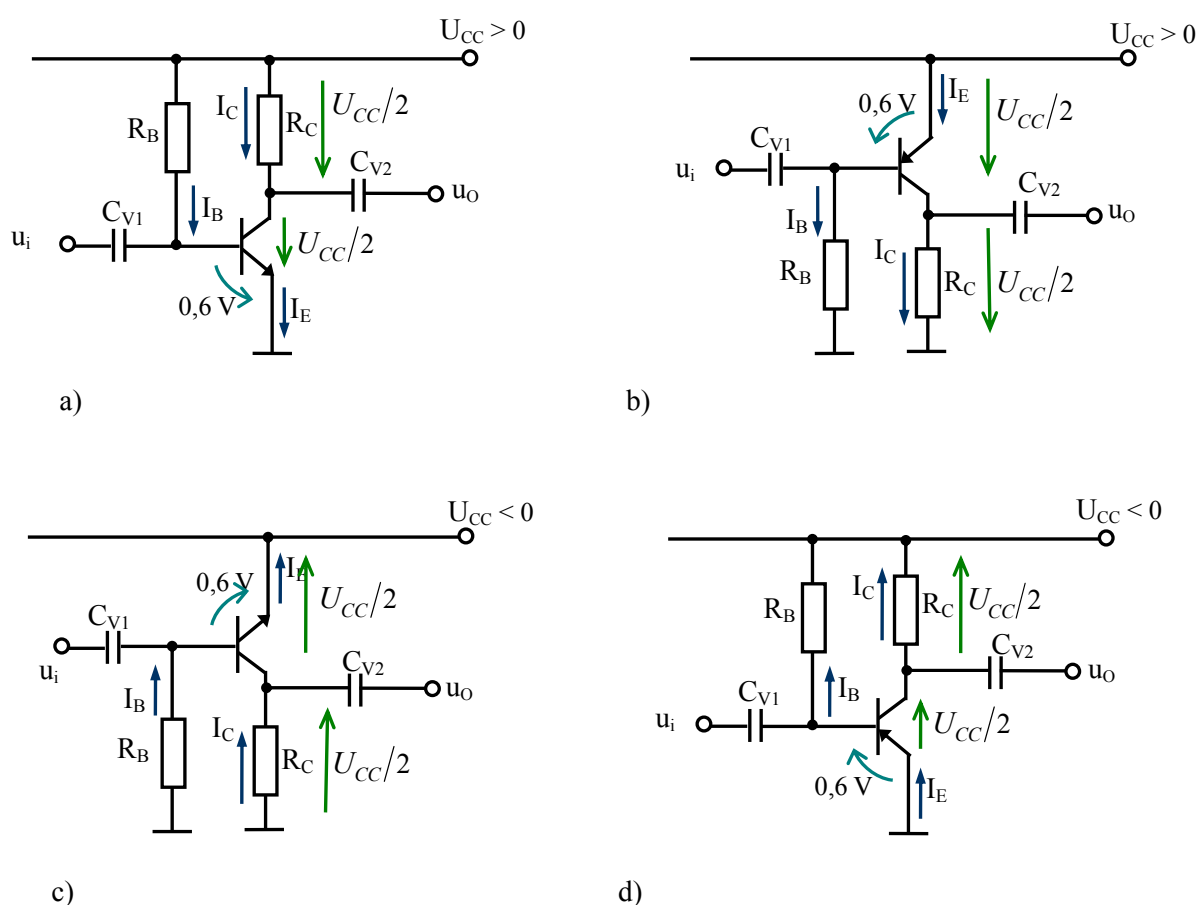 U_CC > 0
I_C
U_CC/2
R_B
R_C
C_V2
u_O
I_B
C_V1
u_i
U_CC/2
0,6 V
I_E
a)
U_CC > 0
0,6 V
I_E
U_CC/2
C_V1
u_i
C_V2
u_O
I_B
I_C
R_B
R_C
U_CC/2
b)
U_CC < 0
0,6 V
I_E
U_CC/2
C_V1
u_i
C_V2
u_O
I_B
I_C
R_B
R_C
U_CC/2
c)
U_CC < 0
I_C
R_B
R_C
U_CC/2
C_V2
u_O
C_V1
I_B
u_i
U_CC/2
0,6 V
I_E
d)